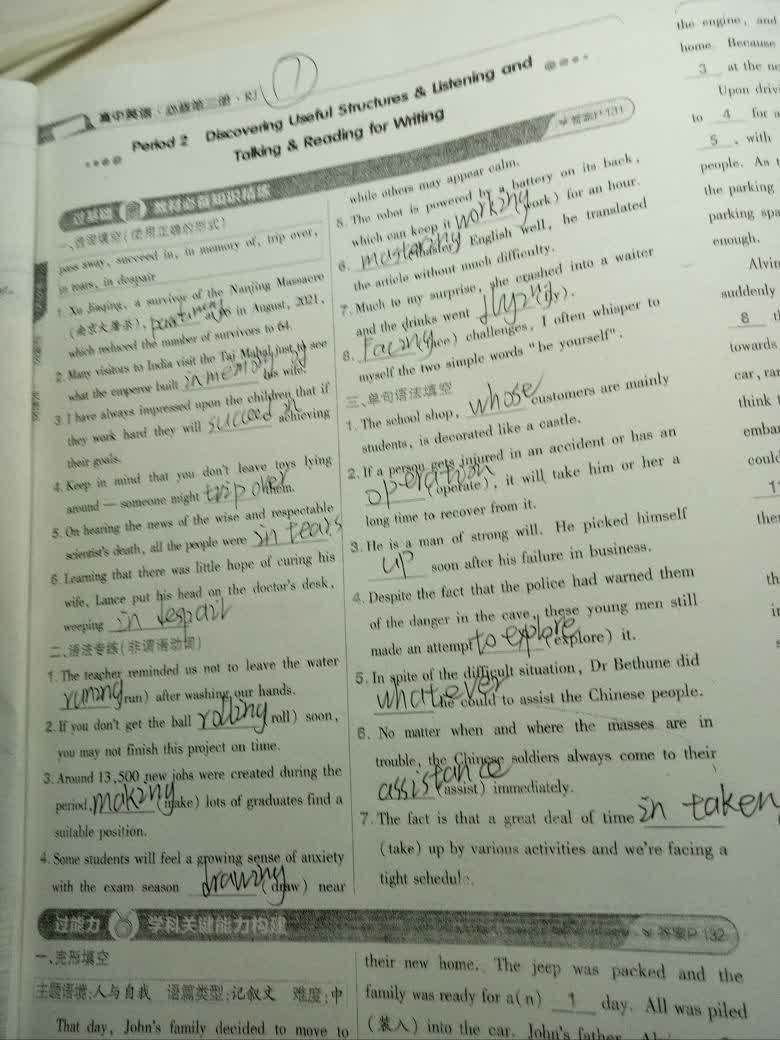 高中英语·必修第三册·RJ
7
Period 2 Discovering Useful Structures & Listening and
Talking & Reading for Writing
答案P 131
过基础 教材必备知识精练
一、选词填空(使用正确的形式)
pass away, succeed in, in memory of, trip over,
in tears, in despair
1. Xu Jiaqing, a survivor of the Nanjing Massacre
(南京大屠杀), in August, 2021,
which reduced the number of survivors to 64.
2. Many visitors to India visit the Taj Mahal just to see
what the emperor built in memory of his wife.
3. I have always impressed upon the children that if
they work hard they will succeed in achieving
their goals.
4. Keep in mind that you don't leave toys lying
around — someone might trip over them.
5. On hearing the news of the wise and respectable
scientist's death, all the people were in tears
6. Learning that there was little hope of curing his
wife, Lance put his head on the doctor's desk,
weeping in despair
二、语法专练(非谓语动词)
1. The teacher reminded us not to leave the water
runing (run) after washing our hands.
2. If you don't get the ball rolling (roll) soon,
you may not finish this project on time.
3. Around 13,500 new jobs were created during the
period, making (make) lots of graduates find a
suitable position.
4. Some students will feel a growing sense of anxiety
with the exam season drawing (draw) near
while others may appear calm.
5. The robot is powered by a battery on its back,
which can keep it working (work) for an hour.
6. mastering (master) English well, he translated
the article without much difficulty.
7. Much to my surprise, she crashed into a waiter
and the drinks went flying (fly).
8. Facing (face) challenges, I often whisper to
myself the two simple words "be yourself".
三、单句语法填空
1. The school shop, whose customers are mainly
students, is decorated like a castle.
2. If a person gets injured in an accident or has an
operation (operate), it will take him or her a
long time to recover from it.
3. He is a man of strong will. He picked himself
up soon after his failure in business.
4. Despite the fact that the police had warned them
of the danger in the cave, these young men still
made an attempt to explore (explore) it.
5. In spite of the difficult situation, Dr Bethune did
whatever he could to assist the Chinese people.
6. No matter when and where the masses are in
trouble, the Chinese soldiers always come to their
assistance (assist) immediately.
7. The fact is that a great deal of time in taken
(take) up by various activities and we're facing a
tight schedule.
过能力 学科关键能力构建
答案P 132
一、完形填空
主题语境:人与自我 语篇类型:记叙文 难度:中
That day, John's family decided to move to
their new home. The jeep was packed and the
family was ready for a(n) 1 day. All was piled
(装入) into the car. John's father,
the engine, and
home. Because
3 at the
Upon
to 4 for a
5, with
people. As
the parking
parking
enough.
Alvin
suddenly
8
towards
car, ran
think
could